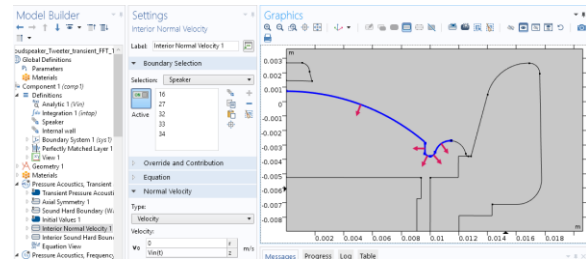 Model Builder
oudspeaker_Tweeter_transient_FFT_1
Global Definitions
Pi Parameters
Materials
Component 1 (comp1)
Definitions
Analytic 1 (Vin)
Integration 1 (intop)
Speaker
Internal wall
Boundary System 1 (sys1)
Perfectly Matched Layer 1
View 1
Geometry 1
Materials
Pressure Acoustics, Transient
Transient Pressure Acousti
Axial Symmetry 1
Sound Hard Boundary (W
Initial Values 1
Interior Normal Velocity 1
Interior Sound Hard Boun
Equation View
Pressure Acoustics, Frequency
Settings
Interior Normal Velocity
Label: Interior Normal Velocity 1
Boundary Selection
Selection: Speaker
Active
16
27
32
33
34
Override and Contribution
Equation
Normal Velocity
Type:
Velocity
Velocity:
v₀
0
r
Vin(t)
z
m/s
Graphics
m
0.003
0.002
0.001
0
-0.001
-0.002
-0.003
-0.004
-0.005
-0.006
-0.007
-0.008
0.002 0.004 0.006 0.008 0.01 0.012 0.014 0.016 0.018
m
Messages Progress Log Table